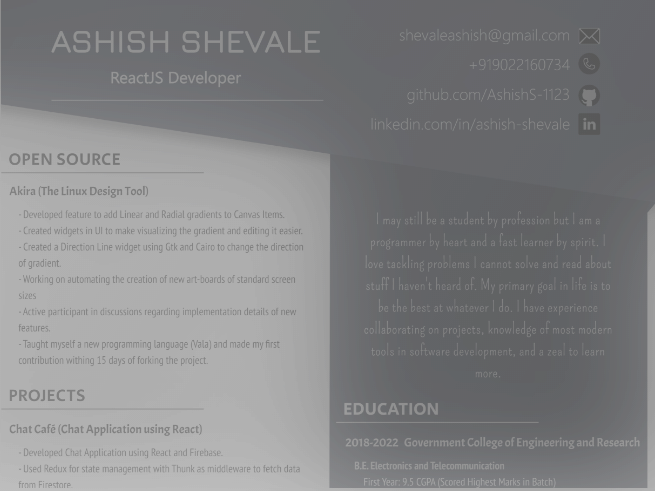 ASHISH SHEVALE
ReactJS Developer
shevaleashish@gmail.com
+919022160734
github.com/AshishS-1123
linkedin.com/in/ashish-shevale
OPEN SOURCE
Akira (The Linux Design Tool)
- Developed feature to add Linear and Radial gradients to Canvas Items.
- Created widgets in UI to make visualizing the gradient and editing it easier.
- Created a Direction Line widget using Gtk and Cairo to change the direction
of gradient.
- Working on automating the creation of new art-boards of standard screen
sizes
- Active participant in discussions regarding implementation details of new
features.
- Taught myself a new programming language (Vala) and made my first
contribution withing 15 days of forking the project.
PROJECTS
Chat Café (Chat Application using React)
- Developed Chat Application using React and Firebase.
- Used Redux for state management with Thunk as middleware to fetch data
from Firestore.
I may still be a student by profession but I am a
programmer by heart and a fast learner by spirit. I
love tackling problems I cannot solve and read about
stuff I haven't heard of. My primary goal in life is to
be the best at whatever I do. I have experience
collaborating on projects, knowledge of most modern
tools in software development, and a zeal to learn
more.
EDUCATION
2018-2022 Government College of Engineering and Research
B.E. Electronics and Telecommunication
First Year: 9.5 CGPA (Scored Highest Marks in Batch)